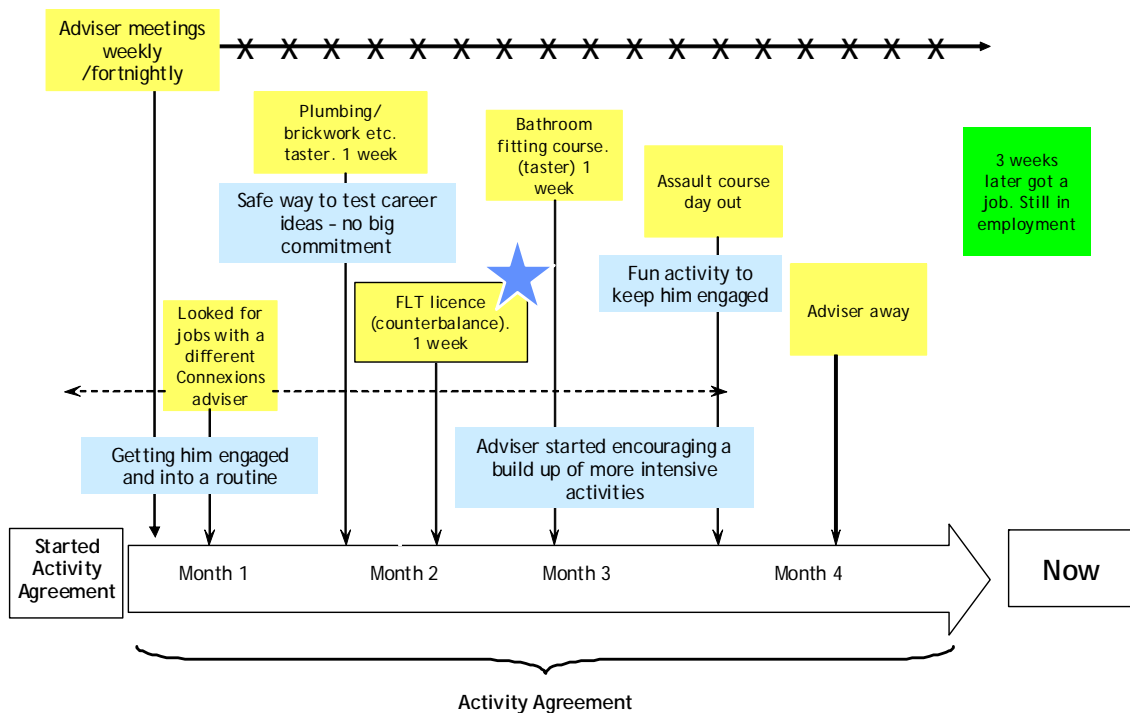 Adviser meetings
weekly
/fortnightly
X X X X X X X X X X X X X X X X X
Plumbing/
brickwork etc.
taster. 1 week
Safe way to test career
ideas – no big
commitment
Bathroom
fitting course.
(taster) 1
week
Assault course
day out
Fun activity to
keep him engaged
3 weeks
later got a
job. Still in
employment
Looked for
jobs with a
different
Connexions
adviser
FLT licence
(counterbalance).
1 week
Adviser away
Getting him engaged
and into a routine
Adviser started encouraging a
build up of more intensive
activities
Started
Activity
Agreement
Month 1
Month 2
Month 3
Month 4
Now
Activity Agreement